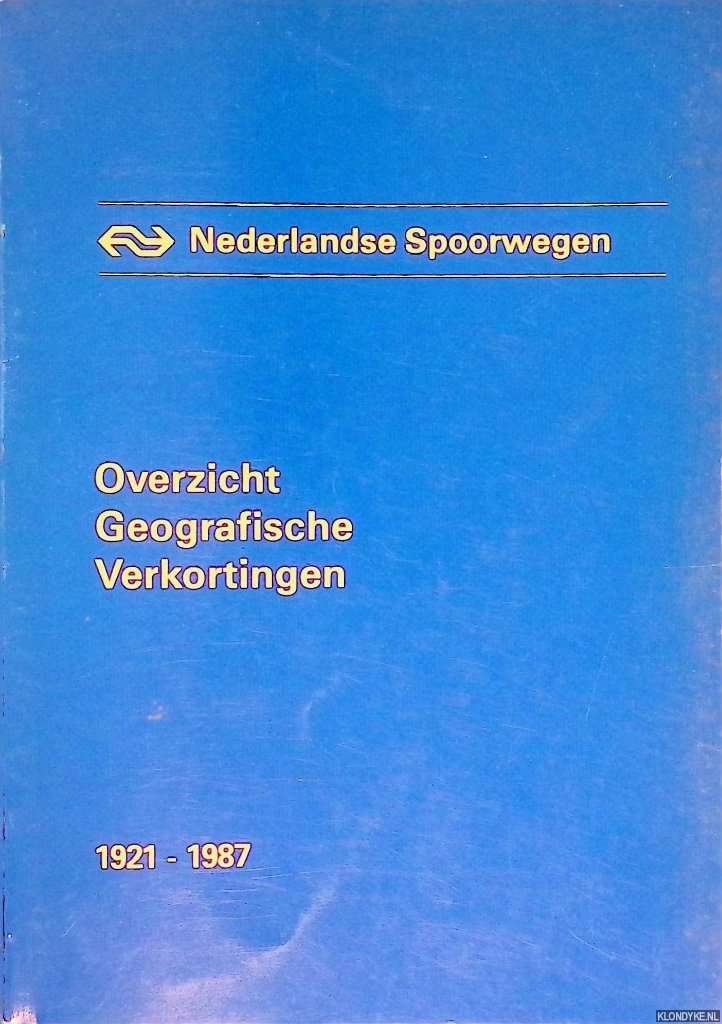 Nederlandse Spoorwegen
Overzicht
Geografische
Verkortingen
1921 - 1987
KLONDYKE.NL